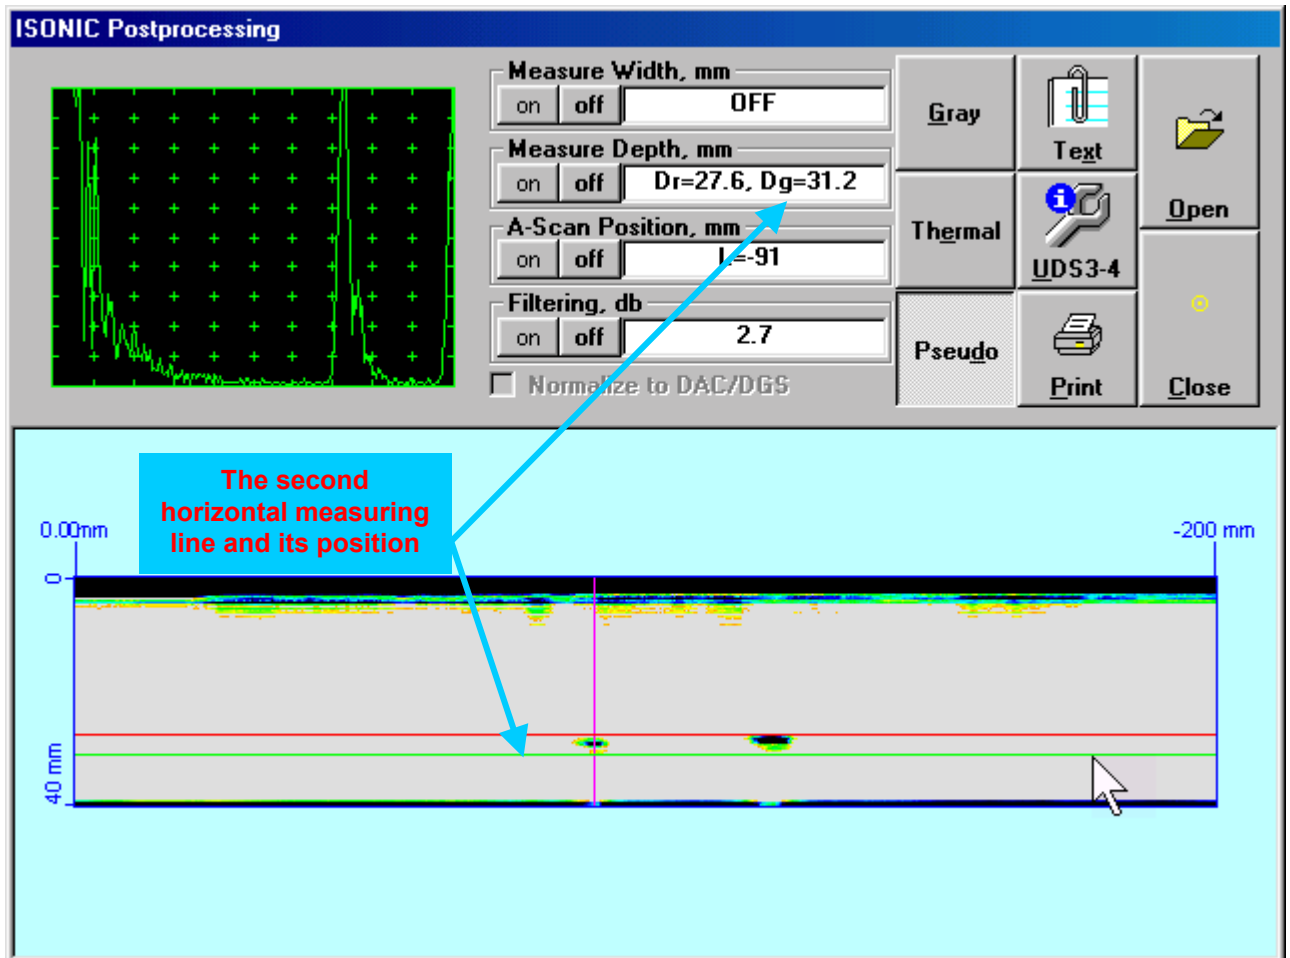 ISONIC Postprocessing
Measure Width, mm
on off OFF
Measure Depth, mm
on off Dr=27.6, Dg=31.2
A-Scan Position, mm
on off L=-91
Filtering, db
on off 2.7
Normalize to DAC/DGS
Gray
Text
Open
Thermal
UDS3-4
Pseudo
Print
Close
The second
horizontal measuring
line and its position
0.00mm
-200 mm
0
40 mm